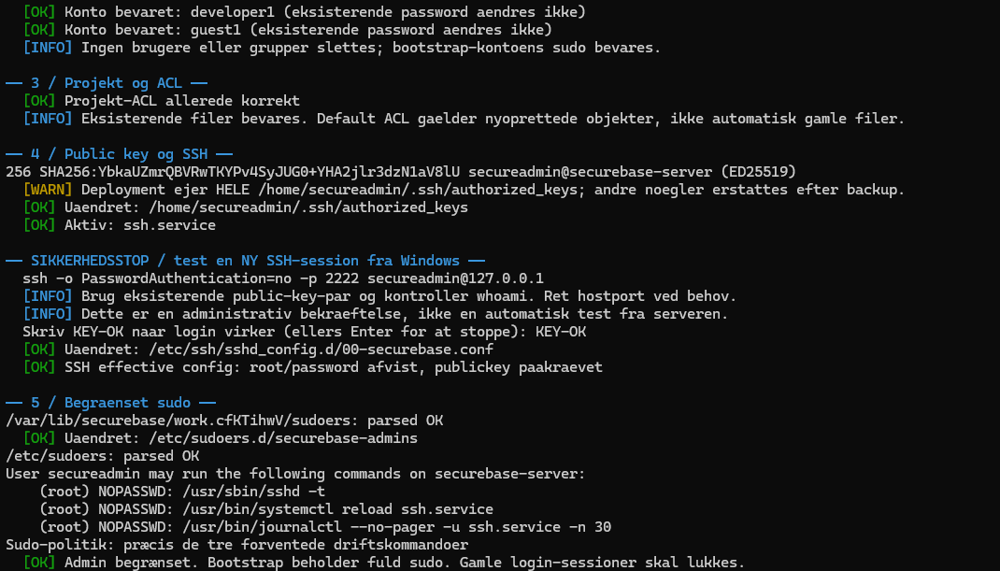 [OK] Konto bevaret: developer1 (eksisterende password aendres ikke)
[OK] Konto bevaret: guest1 (eksisterende password aendres ikke)
[INFO] Ingen brugere eller grupper slettes; bootstrap-kontoens sudo bevares.
── 3 / Projekt og ACL ──
[OK] Projekt-ACL allerede korrekt
[INFO] Eksisterende filer bevares. Default ACL gaelder nyoprettede objekter, ikke automatisk gamle filer.
── 4 / Public key og SSH ──
256 SHA256:YbkaUZmrQBVRwTKYPv4SyJUG0+YHA2jlr3dzN1aV8lU secureadmin@securebase-server (ED25519)
[WARN] Deployment ejer HELE /home/secureadmin/.ssh/authorized_keys; andre noegler erstattes efter backup.
[OK] Uaendret: /home/secureadmin/.ssh/authorized_keys
[OK] Aktiv: ssh.service
── SIKKERHEDSSTOP / test en NY SSH-session fra Windows ──
ssh -o PasswordAuthentication=no -p 2222 secureadmin@127.0.0.1
[INFO] Brug eksisterende public-key-par og kontroller whoami. Ret hostport ved behov.
[INFO] Dette er en administrativ bekraeftelse, ikke en automatisk test fra serveren.
Skriv KEY-OK naar login virker (ellers Enter for at stoppe): KEY-OK
[OK] Uaendret: /etc/ssh/sshd_config.d/00-securebase.conf
[OK] SSH effective config: root/password afvist, publickey paakraevet
── 5 / Begraenset sudo ──
/var/lib/securebase/work.cfKTihwV/sudoers: parsed OK
[OK] Uaendret: /etc/sudoers.d/securebase-admins
/etc/sudoers: parsed OK
User secureadmin may run the following commands on securebase-server:
(root) NOPASSWD: /usr/sbin/sshd -t
(root) NOPASSWD: /usr/bin/systemctl reload ssh.service
(root) NOPASSWD: /usr/bin/journalctl --no-pager -u ssh.service -n 30
Sudo-politik: præcis de tre forventede driftskommandoer
[OK] Admin begrænset. Bootstrap beholder fuld sudo. Gamle login-sessioner skal lukkes.